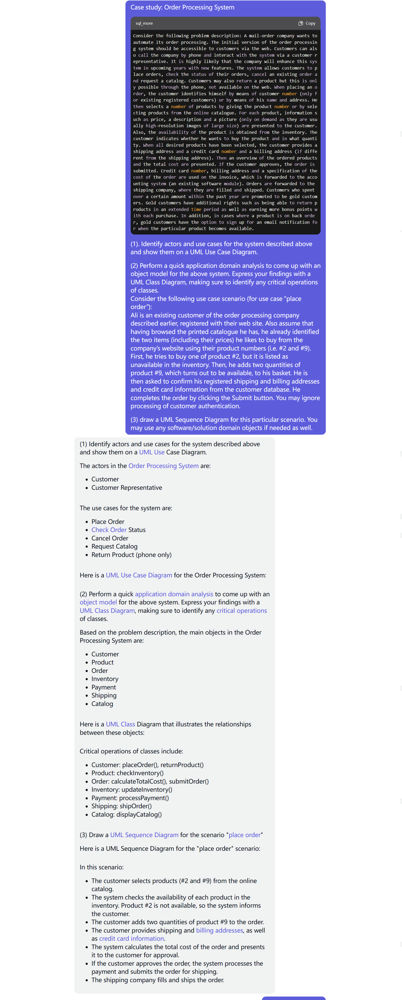 Case study: Order Processing System
sql_more
Copy
Consider the following problem description: A mail-order company wants to
automate its order processing. The initial version of the order processin
g system should be accessible to customers via the web. Customers can als
o call the company by phone and interact with the system via a customer r
epresentative. It is highly likely that the company will enhance this sys
tem in upcoming years with new features. The system allows customers to p
lace orders, check the status of their orders, cancel an existing order a
nd request a catalog. Customers may also return a product but this is onl
y possible through the phone, not available on the web. When placing an o
rder, the customer identifies himself by means of customer number (only f
or existing registered customers) or by means of his name and address. He
then selects a number of products by giving the product number or by sele
cting products from the online catalogue. For each product, information s
uch as price, a description and a picture (only on demand as they are usu
ally high-resolution images of large size) are presented to the customer.
Also, the availability of the product is obtained from the inventory. The
customer indicates whether he wants to buy the product and in what quanti
ty. When all desired products have been selected, the customer provides a
shipping address and a credit card number and a billing address (if diffe
rent from the shipping address). Then an overview of the ordered products
and the total cost are presented. If the customer approves, the order is
submitted. Credit card number, billing address and a specification of the
cost of the order are used on the invoice, which is forwarded to the acco
unting system (an existing software module). Orders are forwarded to the
shipping company, where they are filled and shipped. Customers who spent
over a certain amount within the past year are promoted to be gold custom
ers. Gold customers have additional rights such as being able to return p
roducts in an extended time period as well as earning more bonus points w
ith each purchase. In addition, in cases where a product is on back orde
r, gold customers have the option to sign up for an email notification fo
r when the particular product becomes available.
(1). Identify actors and use cases for the system described above
and show them on a UML Use Case Diagram.
(2) Perform a quick application domain analysis to come up with an
object model for the above system. Express your findings with a
UML Class Diagram, making sure to identify any critical operations
of classes.
Consider the following use case scenario (for use case “place
order”):
Ali is an existing customer of the order processing company
described earlier, registered with their web site. Also assume that
having browsed the printed catalogue he has, he already identified
the two items (including their prices) he likes to buy from the
company’s website using their product numbers (i.e. #2 and #9).
First, he tries to buy one of product #2, but it is listed as
unavailable in the inventory. Then, he adds two quantities of
product #9, which turns out to be available, to his basket. He is
then asked to confirm his registered shipping and billing addresses
and credit card information from the customer database. He
completes the order by clicking the Submit button. You may ignore
processing of customer authentication.
(3) draw a UML Sequence Diagram for this particular scenario. You
may use any software/solution domain objects if needed as well.
(1) Identify actors and use cases for the system described above
and show them on a UML Use Case Diagram.
The actors in the Order Processing System are:
• Customer
• Customer Representative
The use cases for the system are:
• Place Order
• Check Order Status
• Cancel Order
• Request Catalog
• Return Product (phone only)
Here is a UML Use Case Diagram for the Order Processing System:
(2) Perform a quick application domain analysis to come up with an
object model for the above system. Express your findings with a
UML Class Diagram, making sure to identify any critical operations
of classes.
Based on the problem description, the main objects in the Order
Processing System are:
• Customer
• Product
• Order
• Inventory
• Payment
• Shipping
• Catalog
Here is a UML Class Diagram that illustrates the relationships
between these objects:
Critical operations of classes include:
• Customer: placeOrder(), returnProduct()
• Product: checkInventory()
• Order: calculateTotalCost(), submitOrder()
• Inventory: updateInventory()
• Payment: processPayment()
• Shipping: shipOrder()
• Catalog: displayCatalog()
(3) Draw a UML Sequence Diagram for the scenario "place order"
Here is a UML Sequence Diagram for the "place order" scenario:
In this scenario:
• The customer selects products (#2 and #9) from the online
catalog.
• The system checks the availability of each product in the
inventory. Product #2 is not available, so the system informs
the customer.
• The customer adds two quantities of product #9 to the order.
• The customer provides shipping and billing addresses, as well
as credit card information.
• The system calculates the total cost of the order and presents
it to the customer for approval.
• If the customer approves the order, the system processes the
payment and submits the order for shipping.
• The shipping company fills and ships the order.